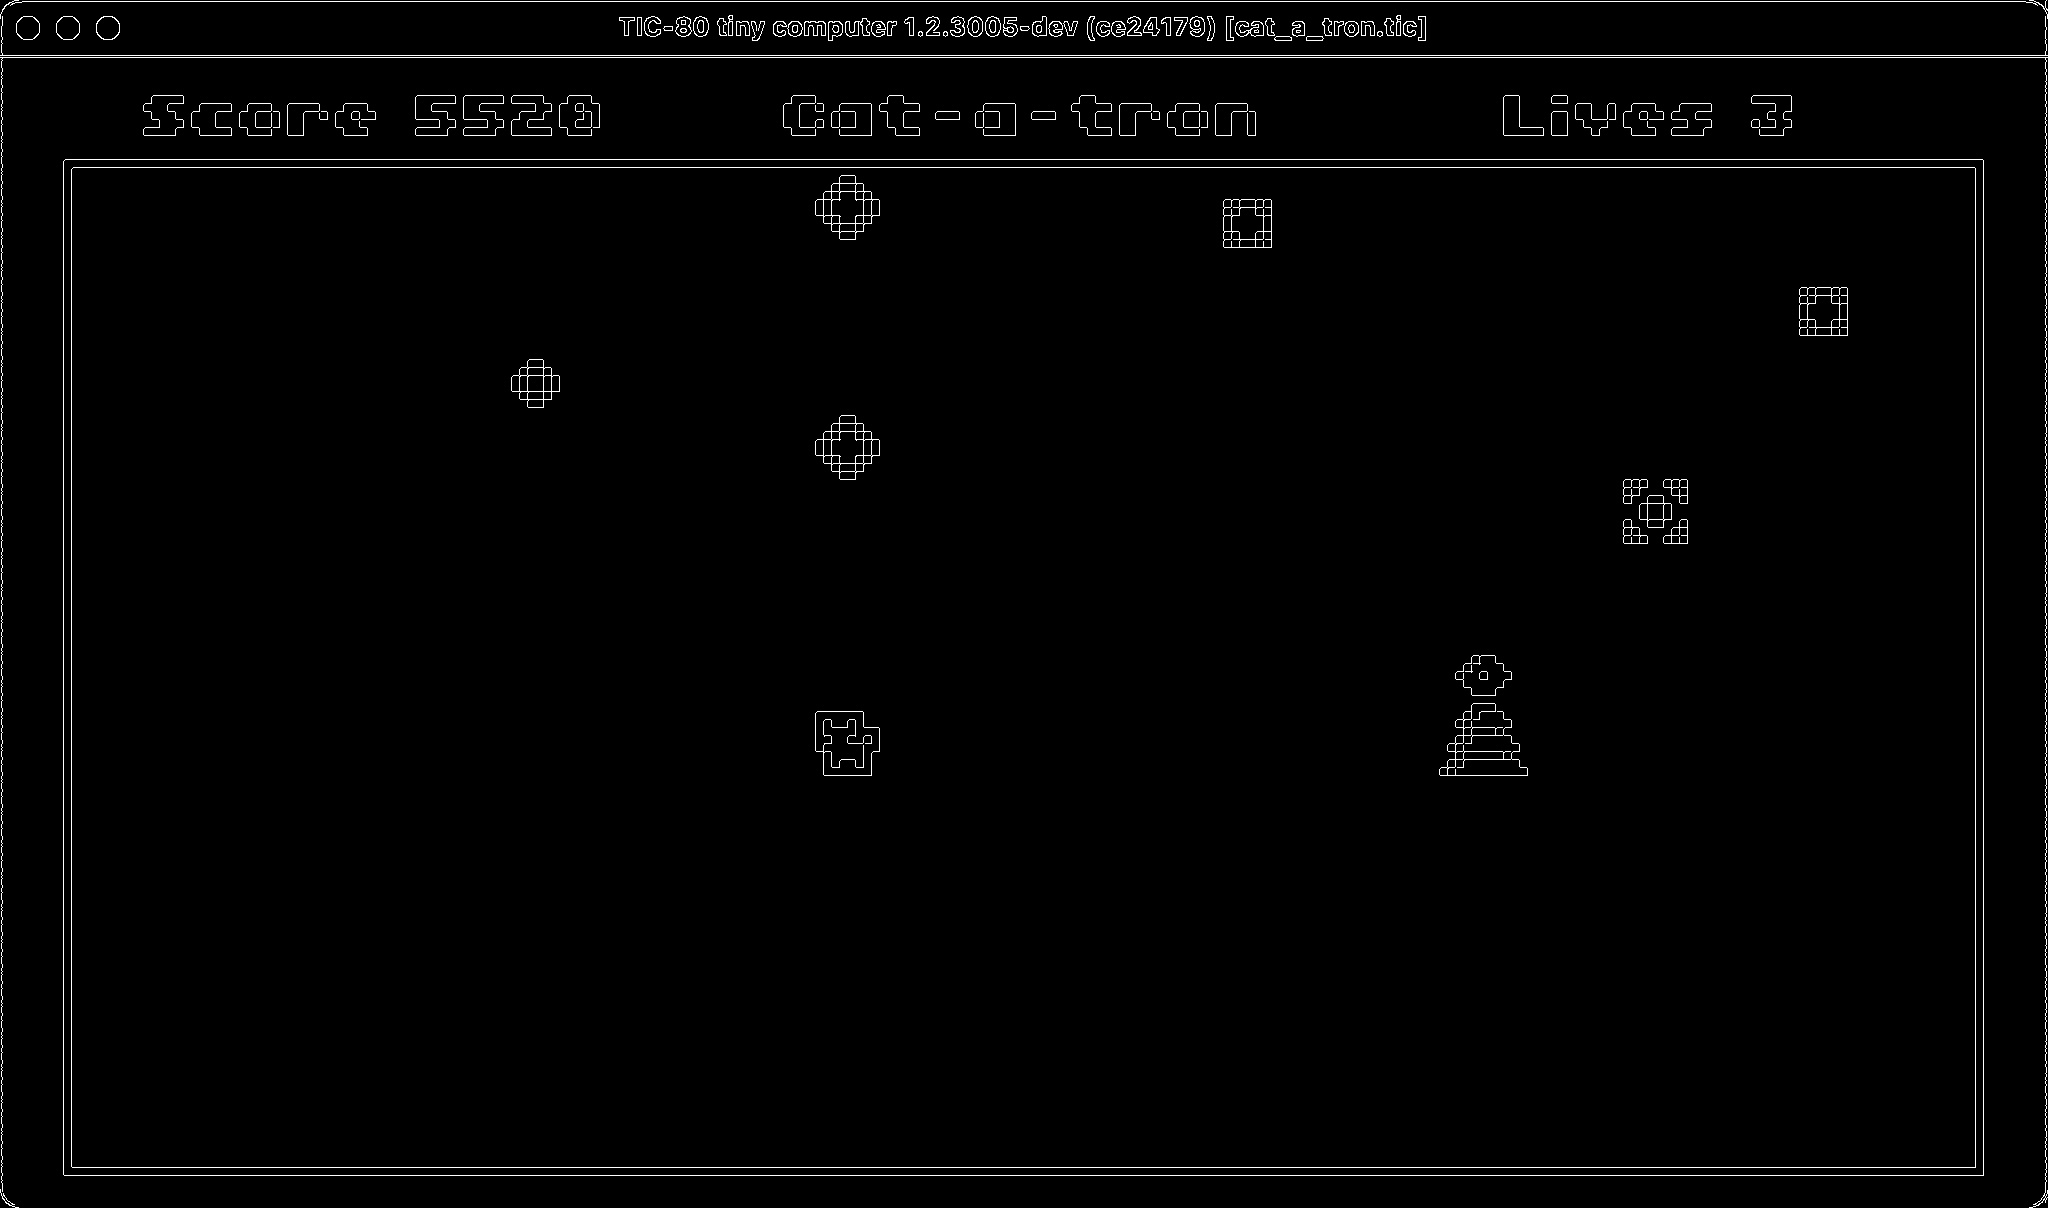 TIC-80 tiny computer 1.2.3005-dev (ce24179) [cat_a_tron.tic]
Score 5520 Cat-a-tron Lives 3